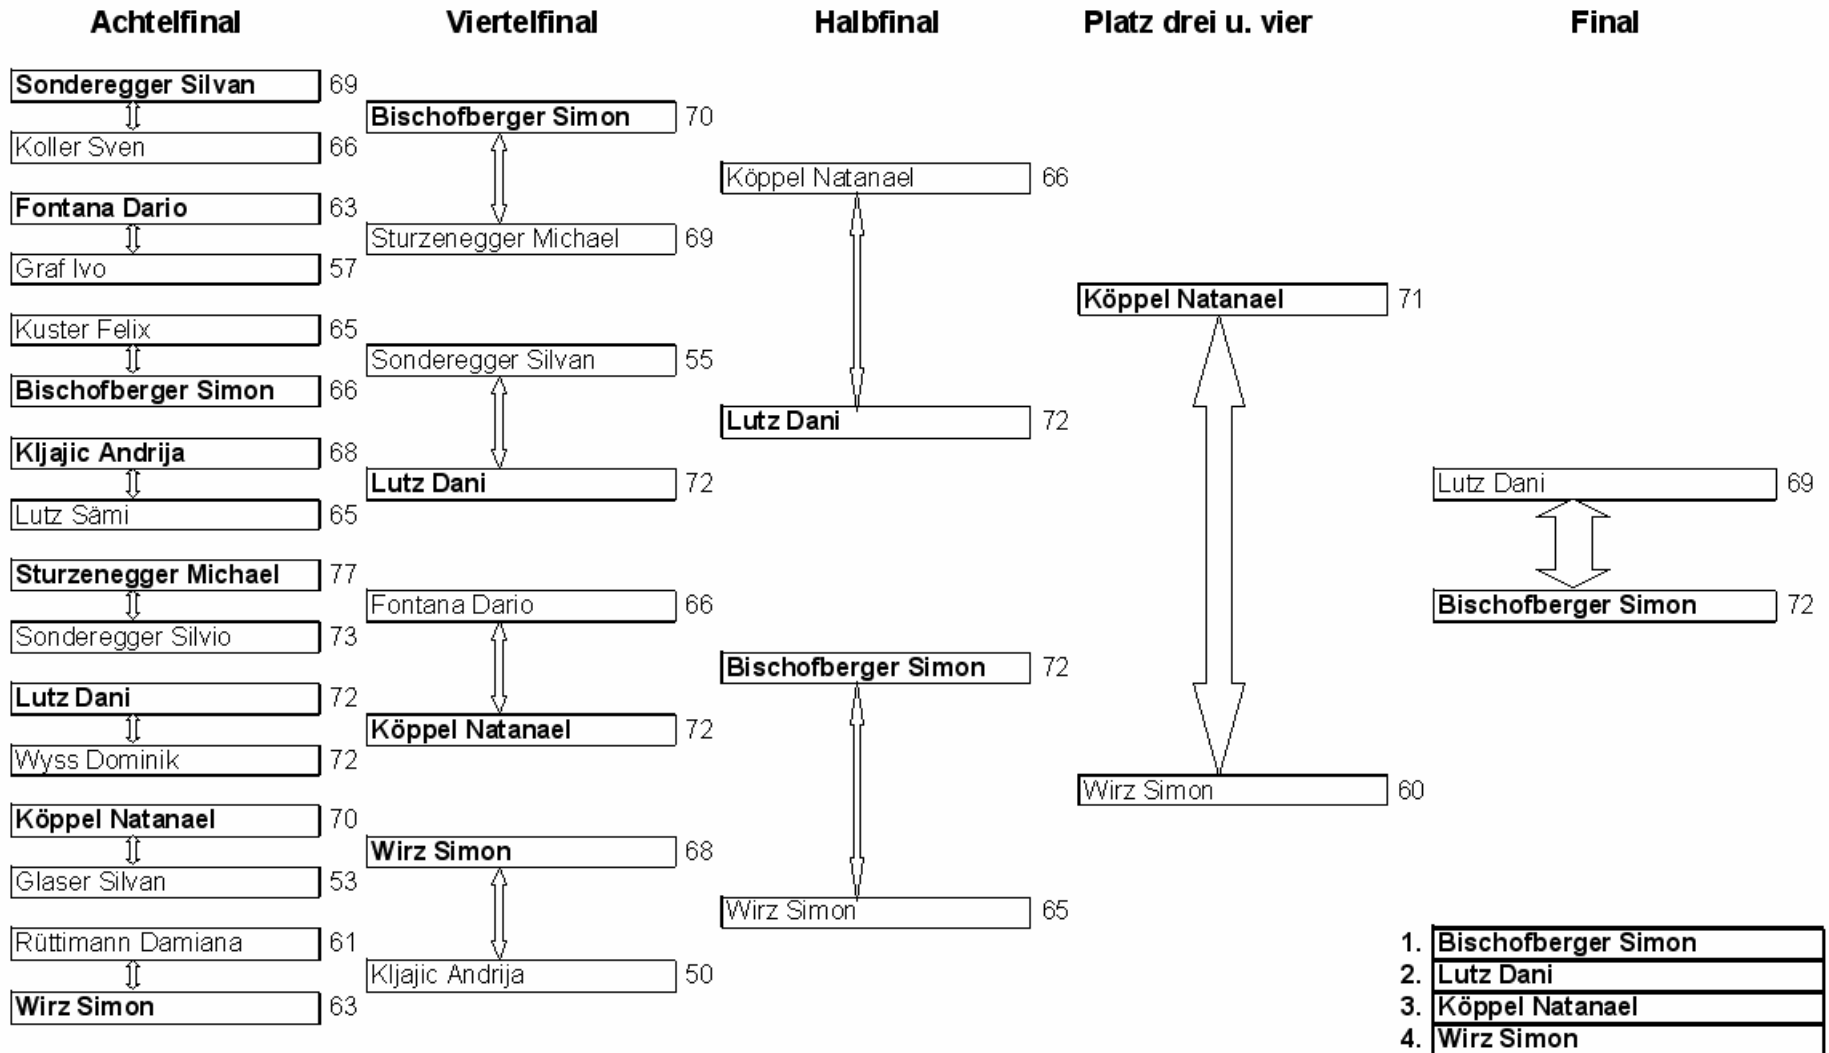 Achtelfinal Viertelfinal Halbfinal Platz drei u. vier Final
Sonderegger Silvan 69
Koller Sven 66
Fontana Dario 63
Graf Ivo 57
Kuster Felix 65
Bischofberger Simon 66
Kljajic Andrija 68
Lutz Sämi 65
Sturzenegger Michael 77
Sonderegger Silvio 73
Lutz Dani 72
Wyss Dominik 72
Köppel Natanael 70
Glaser Silvan 53
Rüttimann Damiana 61
Wirz Simon 63
Bischofberger Simon 70
Sturzenegger Michael 69
Sonderegger Silvan 55
Lutz Dani 72
Fontana Dario 66
Köppel Natanael 72
Wirz Simon 68
Kljajic Andrija 50
Köppel Natanael 66
Lutz Dani 72
Bischofberger Simon 72
Wirz Simon 65
Köppel Natanael 71
Wirz Simon 60
Lutz Dani 69
Bischofberger Simon 72
1. Bischofberger Simon
2. Lutz Dani
3. Köppel Natanael
4. Wirz Simon